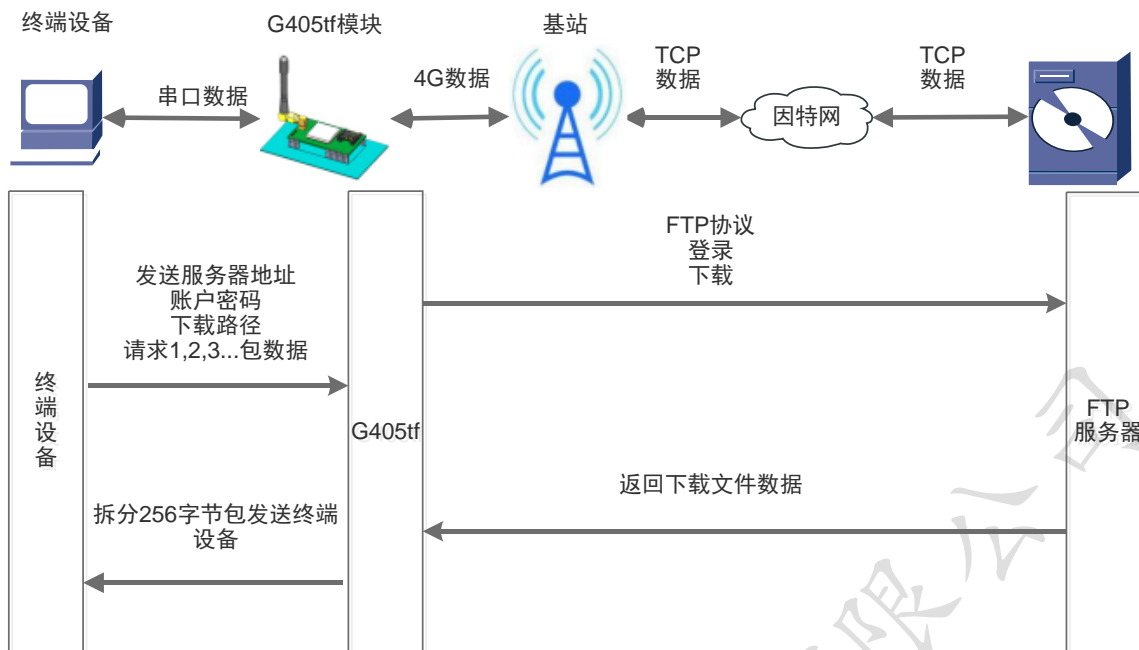 终端设备
G405tf模块
基站
串口数据
4G数据
TCP
数据
因特网
TCP
数据
FTP协议
登录
下载
发送服务器地址
账户密码
下载路径
请求1,2,3...包数据
终
端
设
备
G405tf
FTP
服务器
返回下载文件数据
拆分256字节包发送终端
设备
限公司